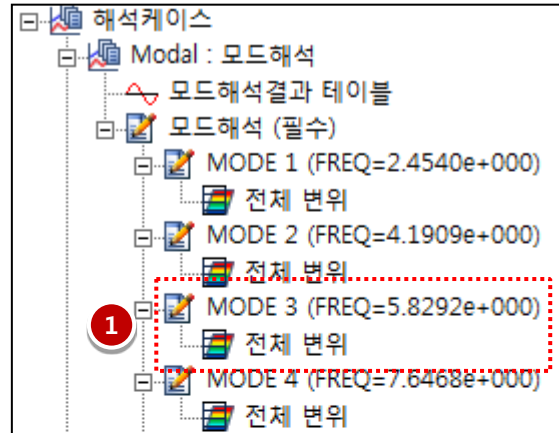 해석케이스
Modal : 모드해석
모드해석결과 테이블
모드해석 (필수)
MODE 1 (FREQ=2.4540e+000)
전체 변위
MODE 2 (FREQ=4.1909e+000)
전체 변위
1
MODE 3 (FREQ=5.8292e+000)
전체 변위
MODE 4 (FREQ=7.6468e+000)
전체 변위